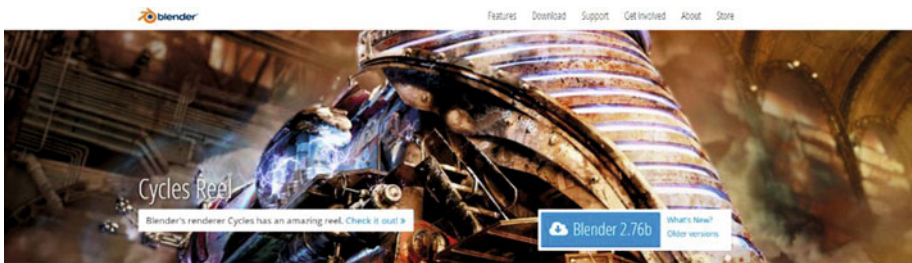 blender
Features Download Support Get Involved About Store
Cycles Reel
Blender's renderer Cycles has an amazing reel. Check it out! »
Blender 2.76b
What's New?
Older versions